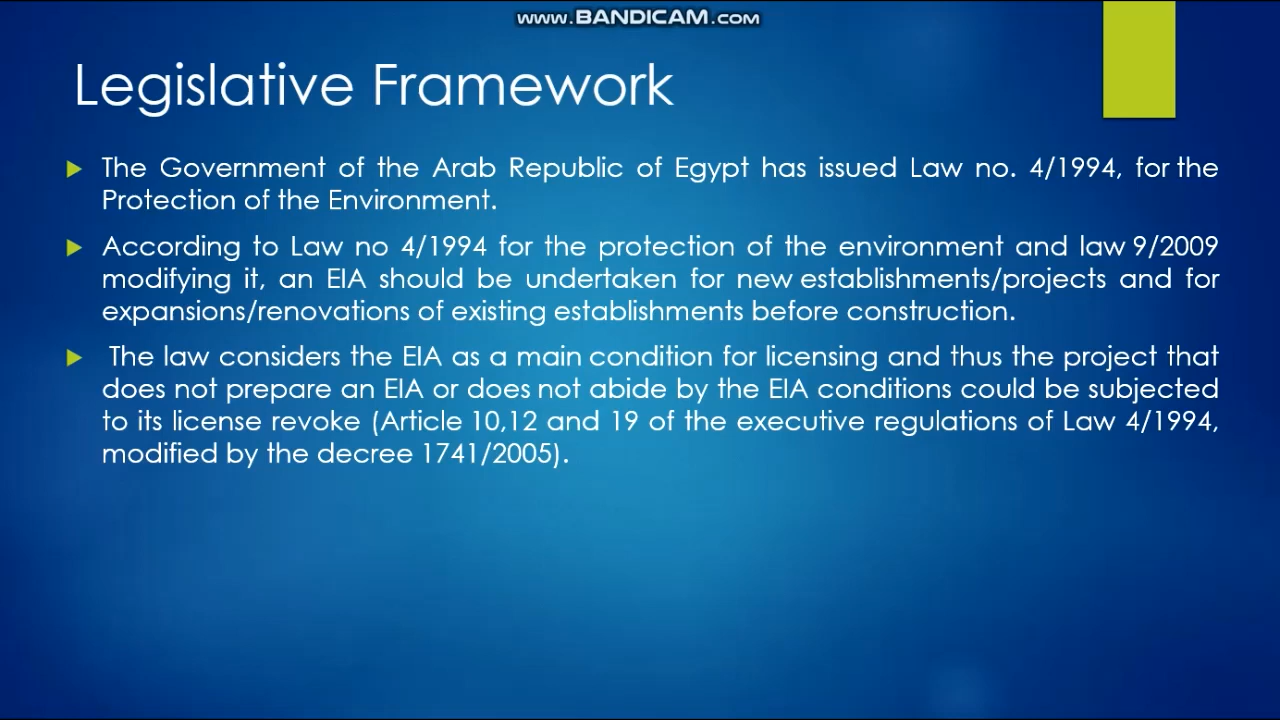 www.BANDICAM.com
Legislative Framework
The Government of the Arab Republic of Egypt has issued Law no. 4/1994, for the
Protection of the Environment.
According to Law no 4/1994 for the protection of the environment and law 9/2009
modifying it, an EIA should be undertaken for new establishments/projects and for
expansions/renovations of existing establishments before construction.
The law considers the EIA as a main condition for licensing and thus the project that
does not prepare an EIA or does not abide by the EIA conditions could be subjected
to its license revoke (Article 10,12 and 19 of the executive regulations of Law 4/1994,
modified by the decree 1741/2005).